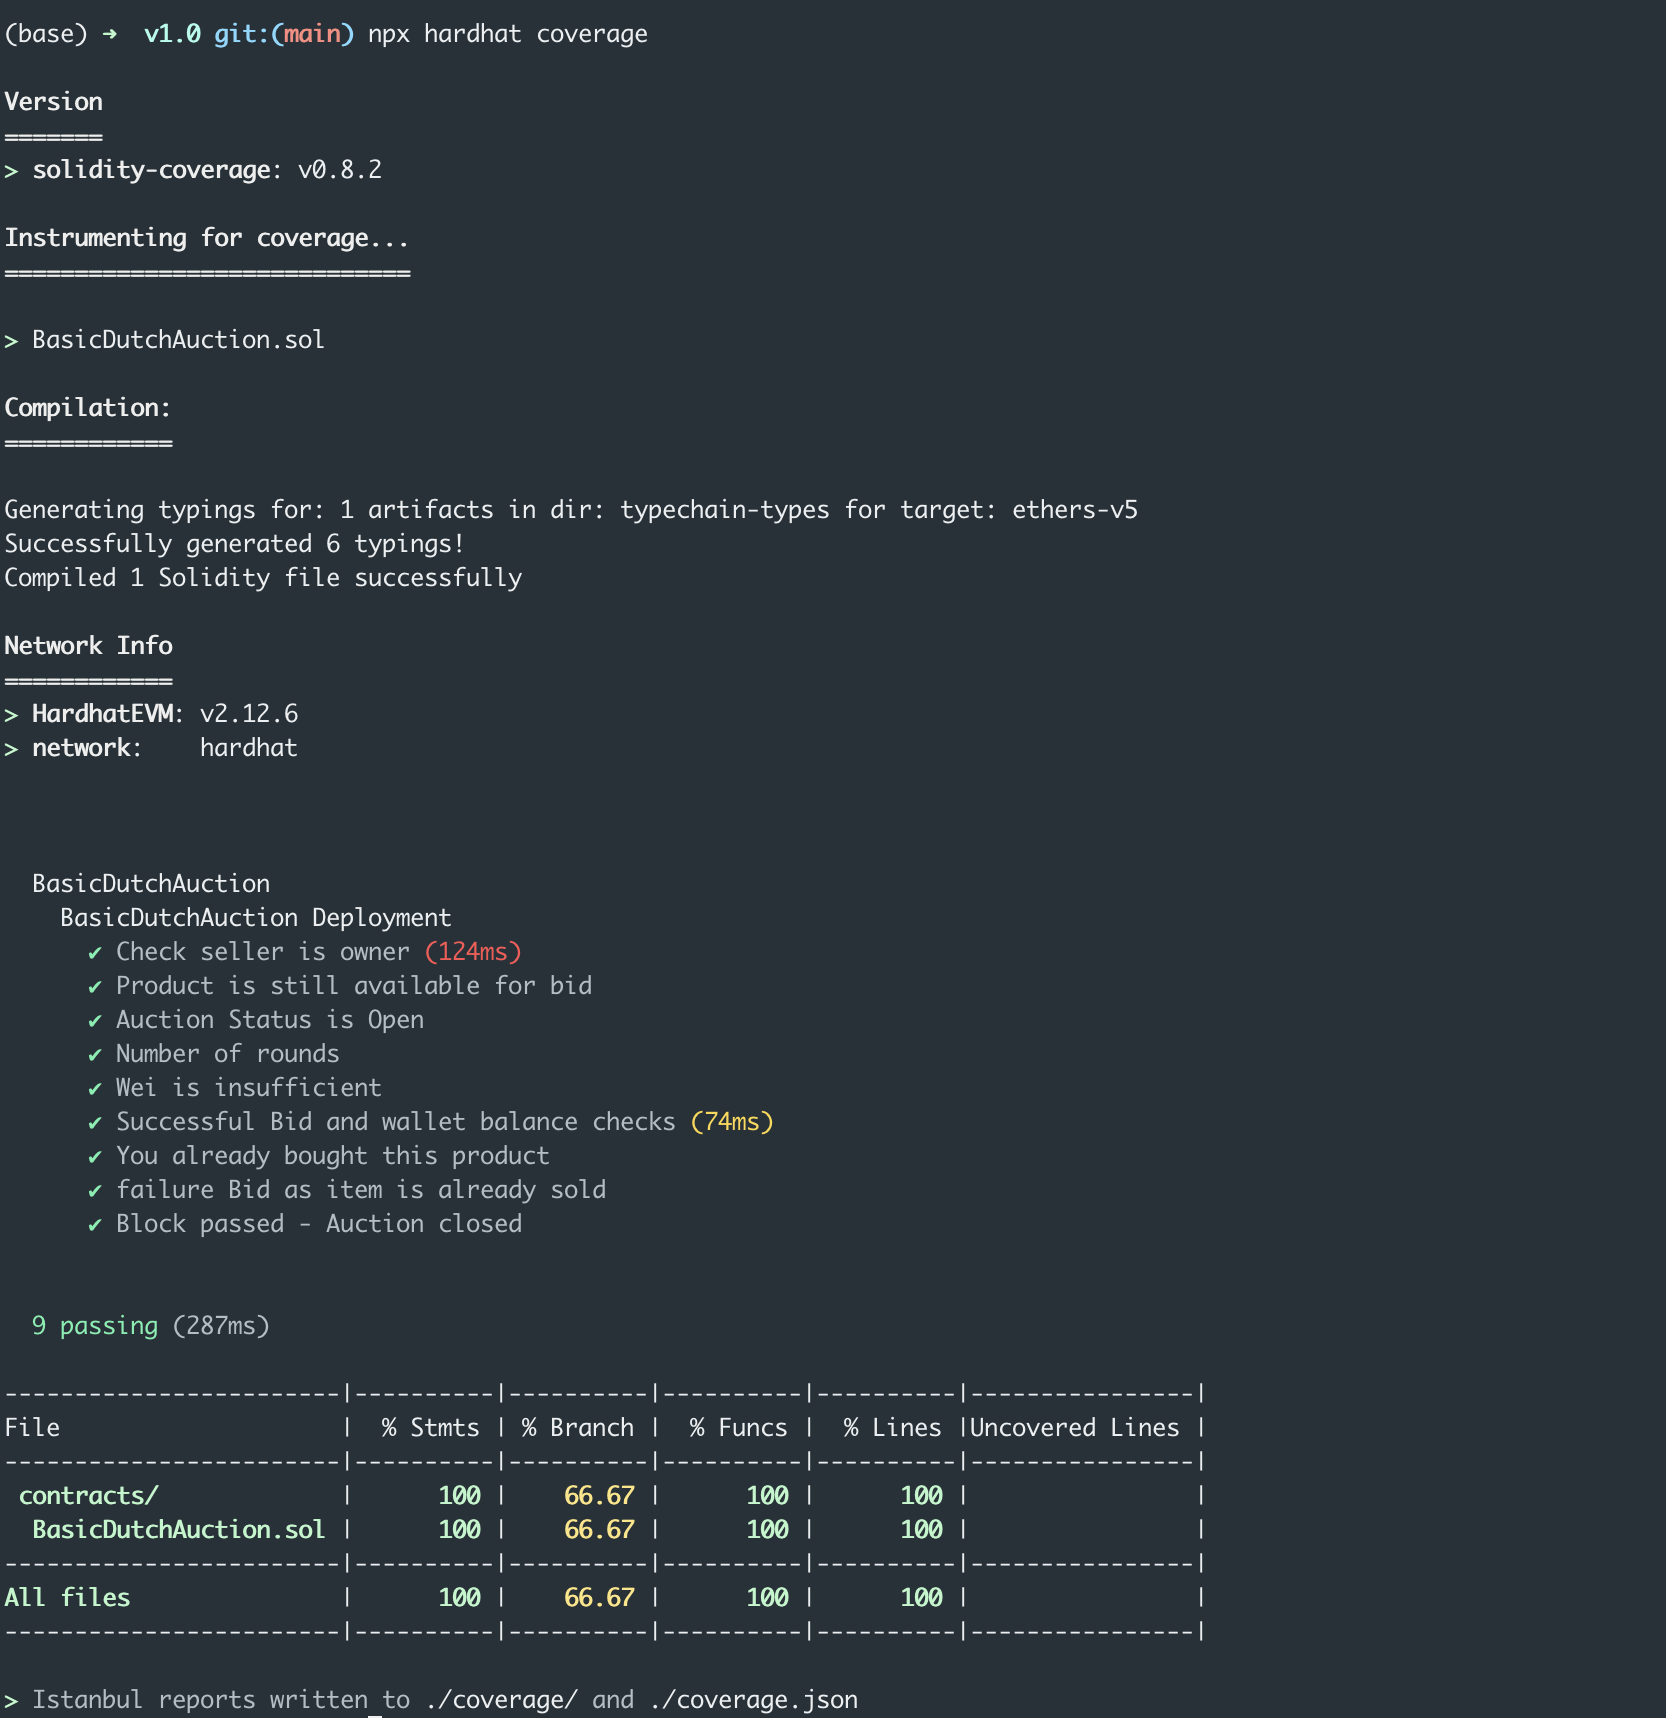 (base) ➜  v1.0 git:(main) npx hardhat coverage
Version
=======
> solidity-coverage: v0.8.2
Instrumenting for coverage...
=============================
> BasicDutchAuction.sol
Compilation:
============
Generating typings for: 1 artifacts in dir: typechain-types for target: ethers-v5
Successfully generated 6 typings!
Compiled 1 Solidity file successfully
Network Info
============
> HardhatEVM: v2.12.6
> network:    hardhat
  BasicDutchAuction
    BasicDutchAuction Deployment
      ✔ Check seller is owner (124ms)
      ✔ Product is still available for bid
      ✔ Auction Status is Open
      ✔ Number of rounds
      ✔ Wei is insufficient
      ✔ Successful Bid and wallet balance checks (74ms)
      ✔ You already bought this product
      ✔ failure Bid as item is already sold
      ✔ Block passed - Auction closed
  9 passing (287ms)
------------------------|----------|----------|----------|----------|----------------|
File                    |  % Stmts | % Branch |  % Funcs |  % Lines |Uncovered Lines |
------------------------|----------|----------|----------|----------|----------------|
 contracts/             |      100 |    66.67 |      100 |      100 |                |
  BasicDutchAuction.sol |      100 |    66.67 |      100 |      100 |                |
------------------------|----------|----------|----------|----------|----------------|
All files               |      100 |    66.67 |      100 |      100 |                |
------------------------|----------|----------|----------|----------|----------------|
> Istanbul reports written to ./coverage/ and ./coverage.json